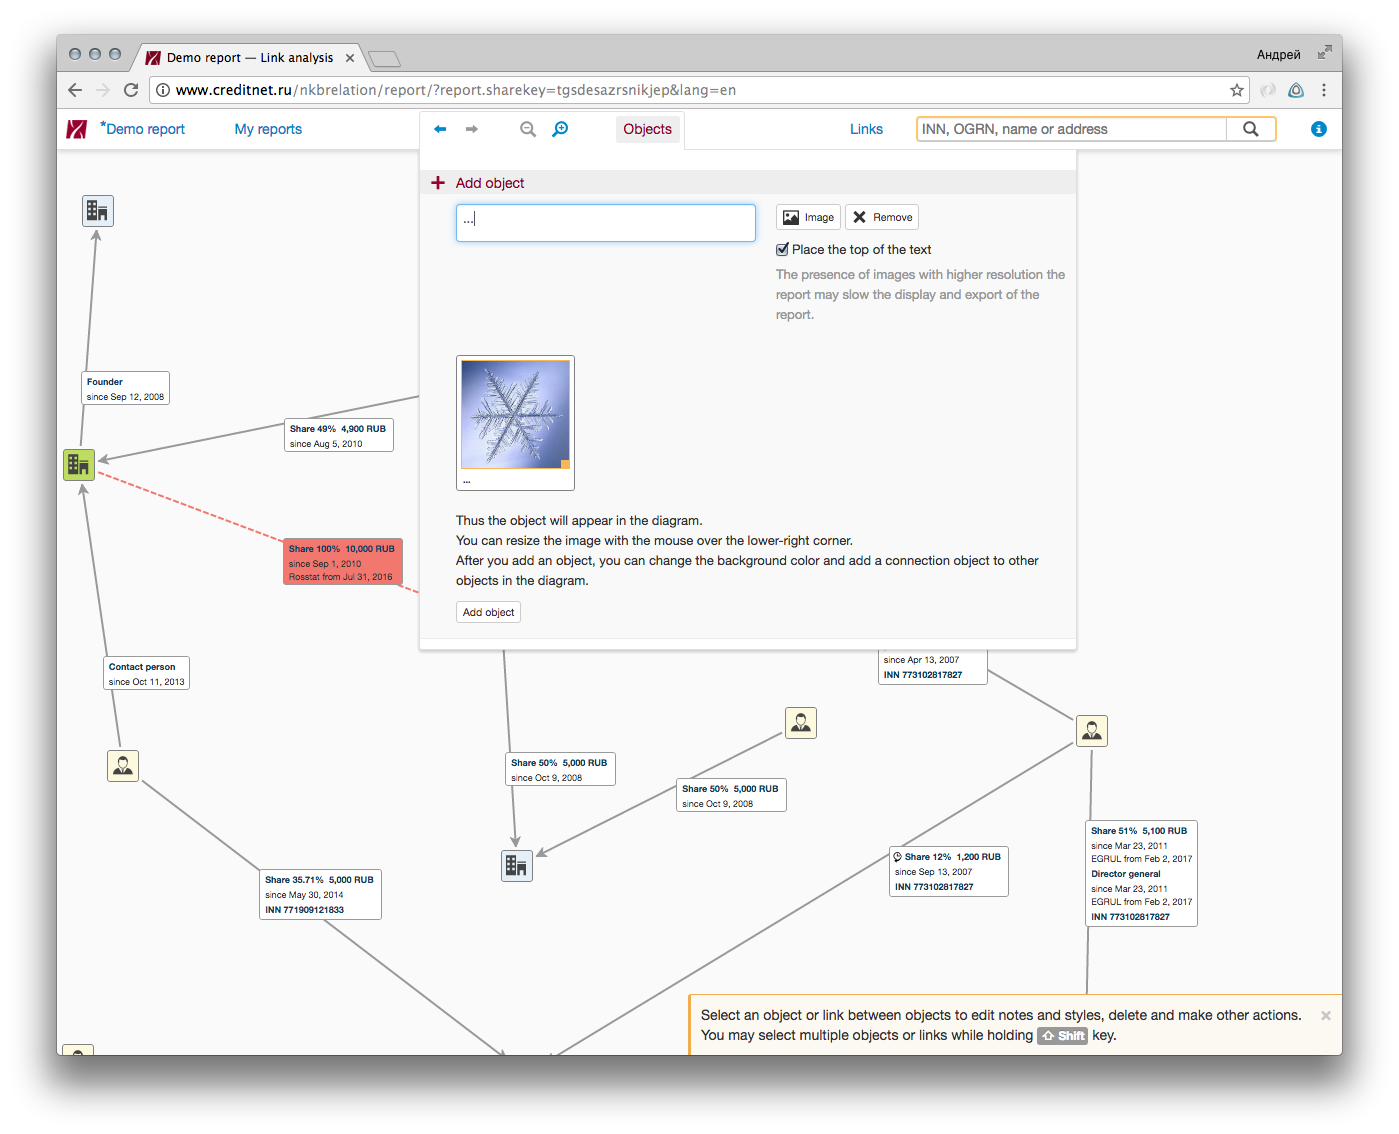 Demo report — Link analysis
Андрей
www.creditnet.ru/nkbrelation/report/?report.sharekey=tgsdesazrsnikjep&lang=en
*Demo report
My reports
Objects
Links
INN, OGRN, name or address
Add object
...
Image
Remove
Place the top of the text
The presence of images with higher resolution the
report may slow the display and export of the
report.
...
Thus the object will appear in the diagram.
You can resize the image with the mouse over the lower-right corner.
After you add an object, you can change the background color and add a connection object to other
objects in the diagram.
Add object
Founder
since Sep 12, 2008
Share 49% 4,900 RUB
since Aug 5, 2010
Share 100% 10,000 RUB
since Sep 1, 2010
Rosstat from Jul 31, 2016
Contact person
since Oct 11, 2013
since Apr 13, 2007
INN 773102817827
Share 50% 5,000 RUB
since Oct 9, 2008
Share 50% 5,000 RUB
since Oct 9, 2008
Share 12% 1,200 RUB
since Sep 13, 2007
INN 773102817827
Share 51% 5,100 RUB
since Mar 23, 2011
EGRUL from Feb 2, 2017
Director general
since Mar 23, 2011
EGRUL from Feb 2, 2017
INN 773102817827
Share 35.71% 5,000 RUB
since May 30, 2014
INN 771909121833
Select an object or link between objects to edit notes and styles, delete and make other actions.
You may select multiple objects or links while holding Shift key.